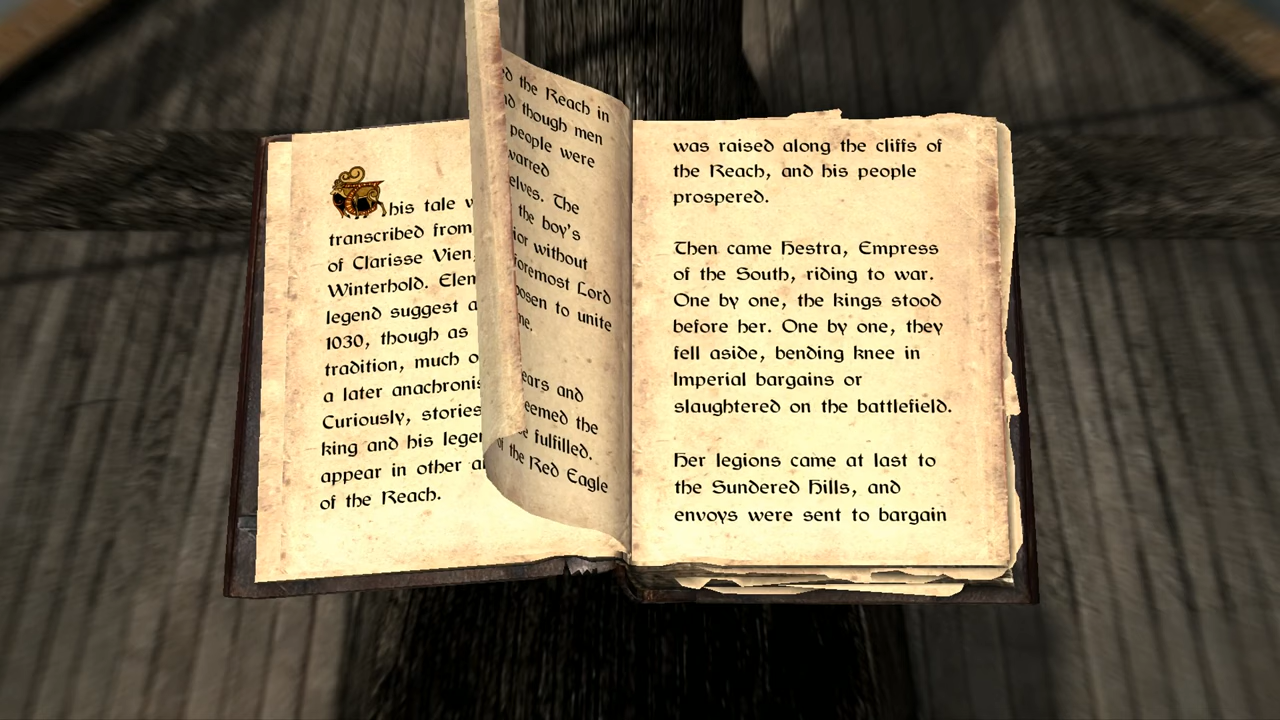 This tale w
transcribed from
of Clarisse Vien,
Winterhold. Elem
legend suggest a
1030, though as
tradition, much o
a later anachronis
Curiously, stories
king and his leger
appear in other a
of the Reach.
the Reach in
though men
people were
warred
elves. The
the boy's
ior without
foremost Lord
osen to unite
me.
ears and
eemed the
fulfilled.
of the Red Eagle
was raised along the cliffs of
the Reach, and his people
prospered.
Then came Hestra, Empress
of the South, riding to war.
One by one, the kings stood
before her. One by one, they
fell aside, bending knee in
Imperial bargains or
slaughtered on the battlefield.
Her legions came at last to
the Sundered Hills, and
envoys were sent to bargain